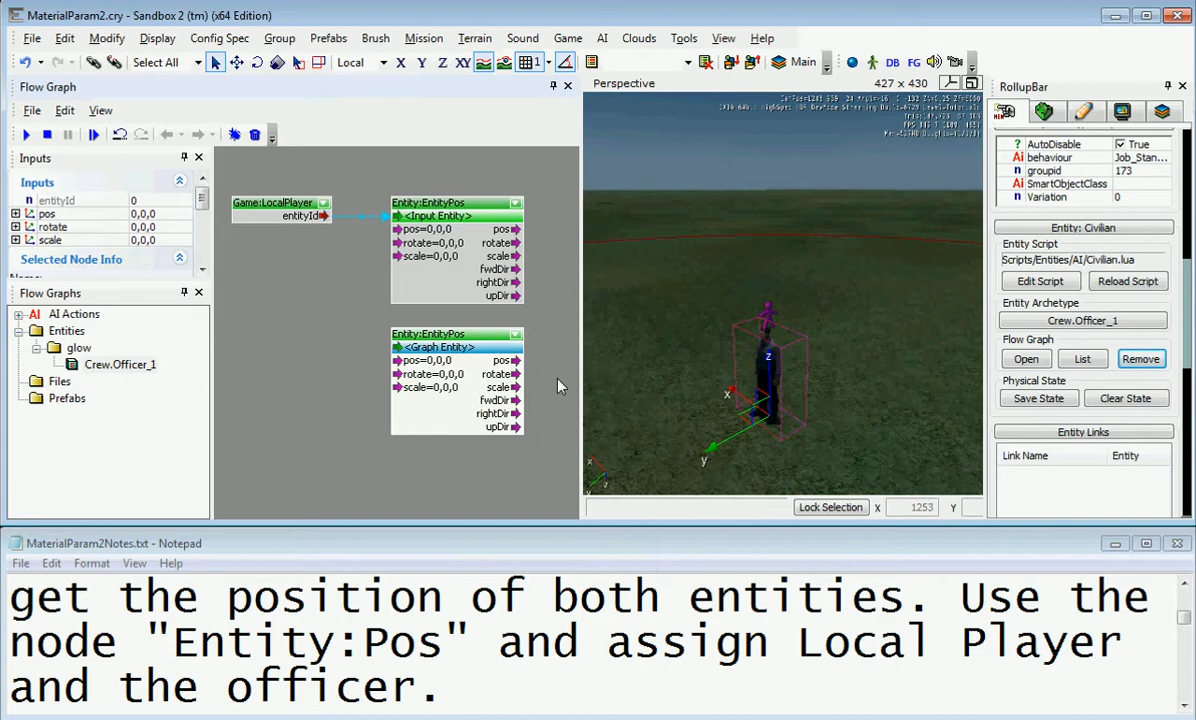 MaterialParam2.cry - Sandbox 2 (tm) (x64 Edition)
File Edit Modify Display Config Spec Group Prefabs Brush Mission Terrain Sound Game AI Clouds Tools View Help
Select All Local X Y Z XY 1 Main DB FG
Flow Graph
Perspective 427 x 430
RollupBar
File Edit View
Inputs
Inputs
n entityId 0
pos 0,0,0
rotate 0,0,0
scale 0,0,0
Selected Node Info
Flow Graphs
AI AI Actions
Entities
glow
Crew.Officer_1
Files
Prefabs
Game:LocalPlayer
entityId
Entity:EntityPos
<Input Entity>
pos=0,0,0 pos
rotate=0,0,0 rotate
scale=0,0,0 scale
fwdDir
rightDir
upDir
Entity:EntityPos
<Graph Entity>
pos=0,0,0 pos
rotate=0,0,0 rotate
scale=0,0,0 scale
fwdDir
rightDir
upDir
z
x
y
Lock Selection X 1253 Y
? AutoDisable True
Ai behaviour Job_Stan...
n groupid 173
Ai SmartObjectClass
n Variation 0
Entity: Civilian
Entity Script
Scripts/Entities/AI/Civilian.lua
Edit Script Reload Script
Entity Archetype
Crew.Officer_1
Flow Graph
Open List Remove
Physical State
Save State Clear State
Entity Links
Link Name Entity
MaterialParam2Notes.txt - Notepad
File Edit Format View Help
get the position of both entities. Use the
node "Entity:Pos" and assign Local Player
and the officer.